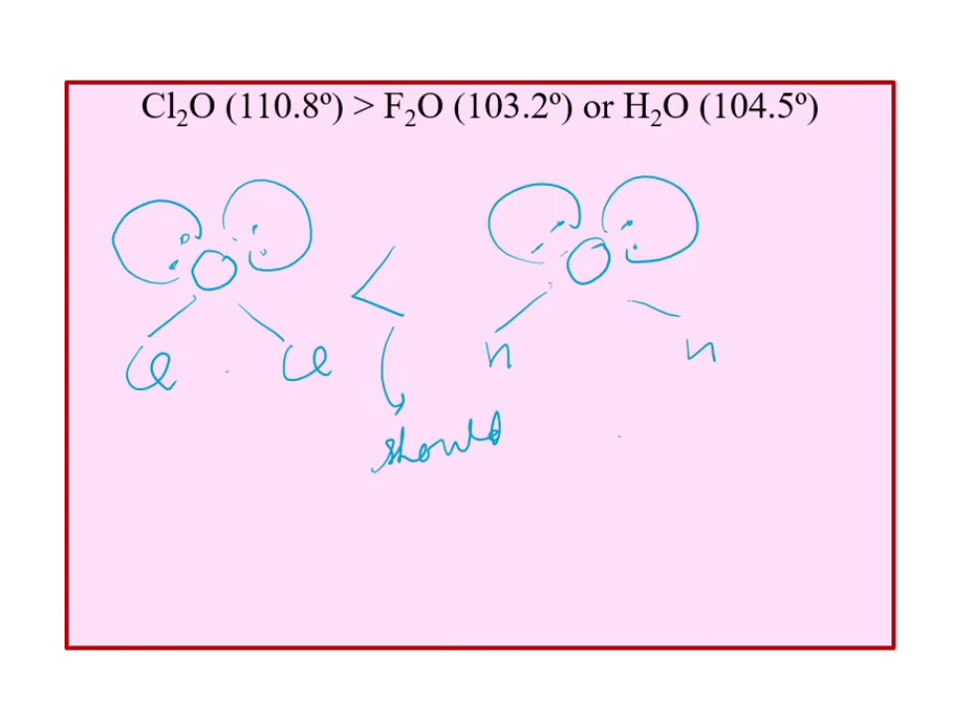 Cl₂O (110.8º) > F₂O (103.2º) or H₂O (104.5º)
O < O
Cl Cl H H
should